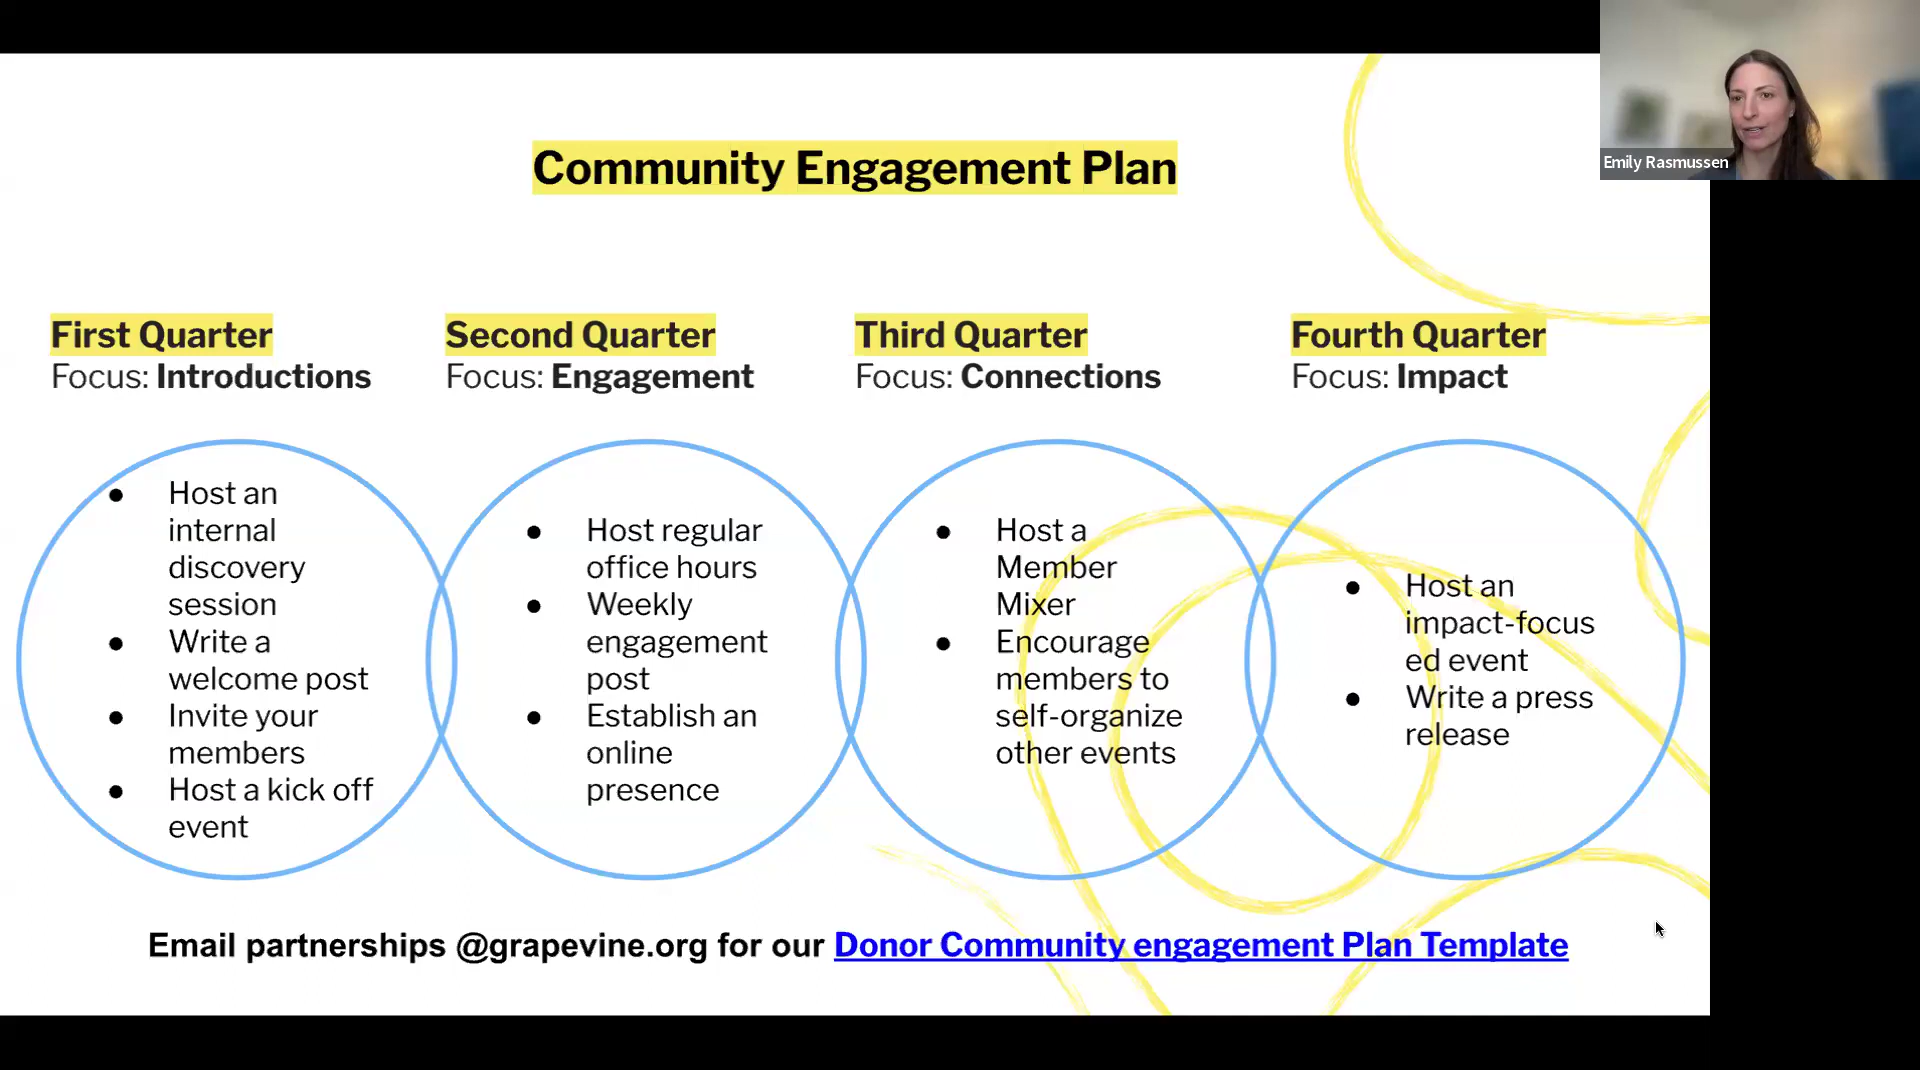 Emily Rasmussen
Community Engagement Plan
First Quarter
Focus: Introductions
Second Quarter
Focus: Engagement
Third Quarter
Focus: Connections
Fourth Quarter
Focus: Impact
● Host an
internal
discovery
session
● Write a
welcome post
● Invite your
members
● Host a kick off
event
● Host regular
office hours
● Weekly
engagement
post
● Establish an
online
presence
● Host a
Member
Mixer
● Encourage
members to
self-organize
other events
● Host an
impact-focus
ed event
● Write a press
release
Email partnerships @grapevine.org for our Donor Community engagement Plan Template